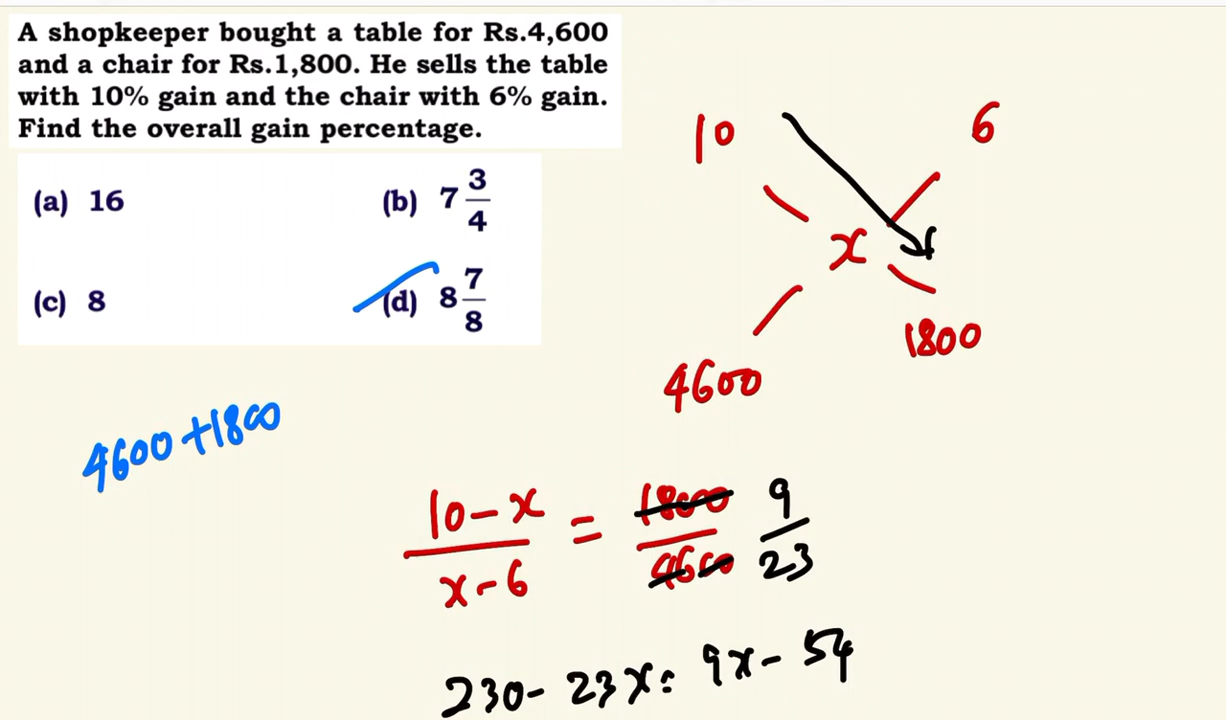 A shopkeeper bought a table for Rs.4,600
and a chair for Rs.1,800. He sells the table
with 10% gain and the chair with 6% gain.
Find the overall gain percentage.
(a) 16 (b) 7 3/4
(c) 8 (d) 8 7/8
10 6
x
1800
4600
4600+1800
10-x/x-6 = 1800/4600 9/23
230-23x= 9x-54